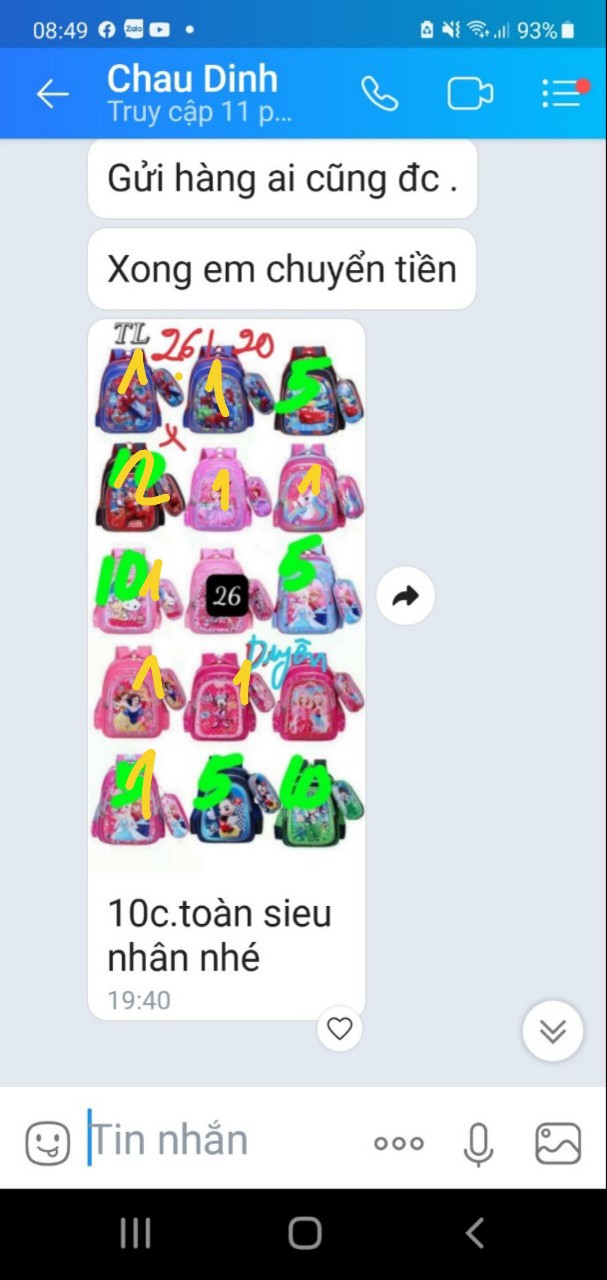 08:49 Zalo 93%
Chau Dinh
Truy cập 11 p...
Gửi hàng ai cũng đc .
Xong em chuyển tiền
TL 26 20
1 1 5
x
2 1 1
10 1 26 5
Duyên
1 1
1 5 10
10c.toàn sieu
nhân nhé
19:40
Tin nhắn